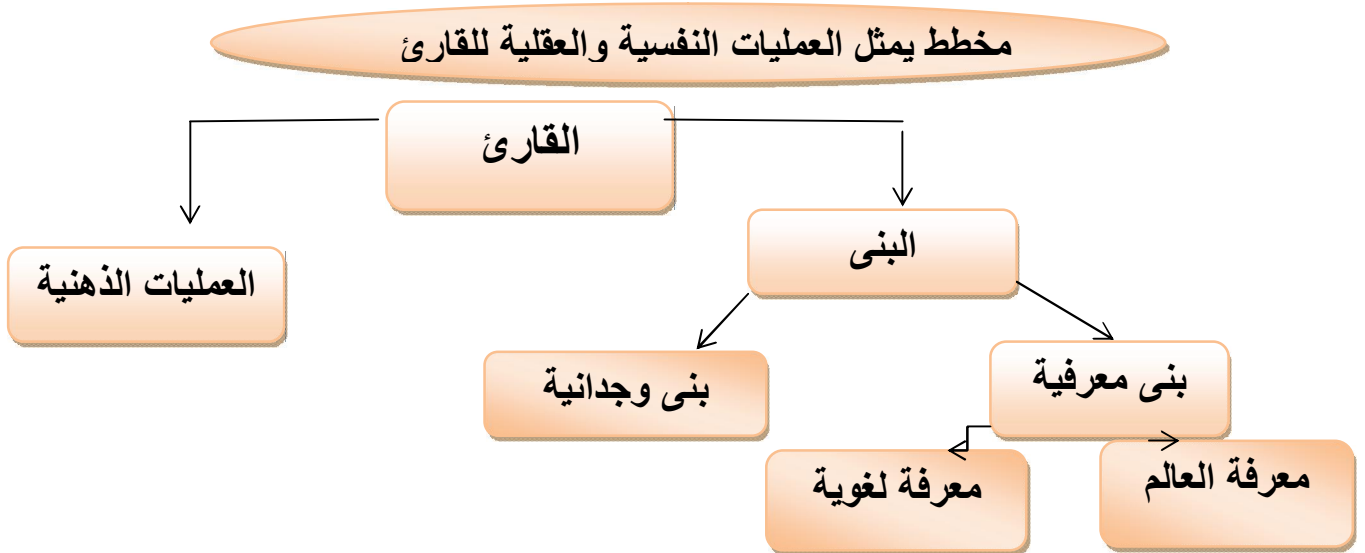 مخطط يمثل العمليات النفسية والعقلية للقارئ
القارئ
البنى
العمليات الذهنية
بنى معرفية
بنى وجدانية
معرفة العالم
معرفة لغوية